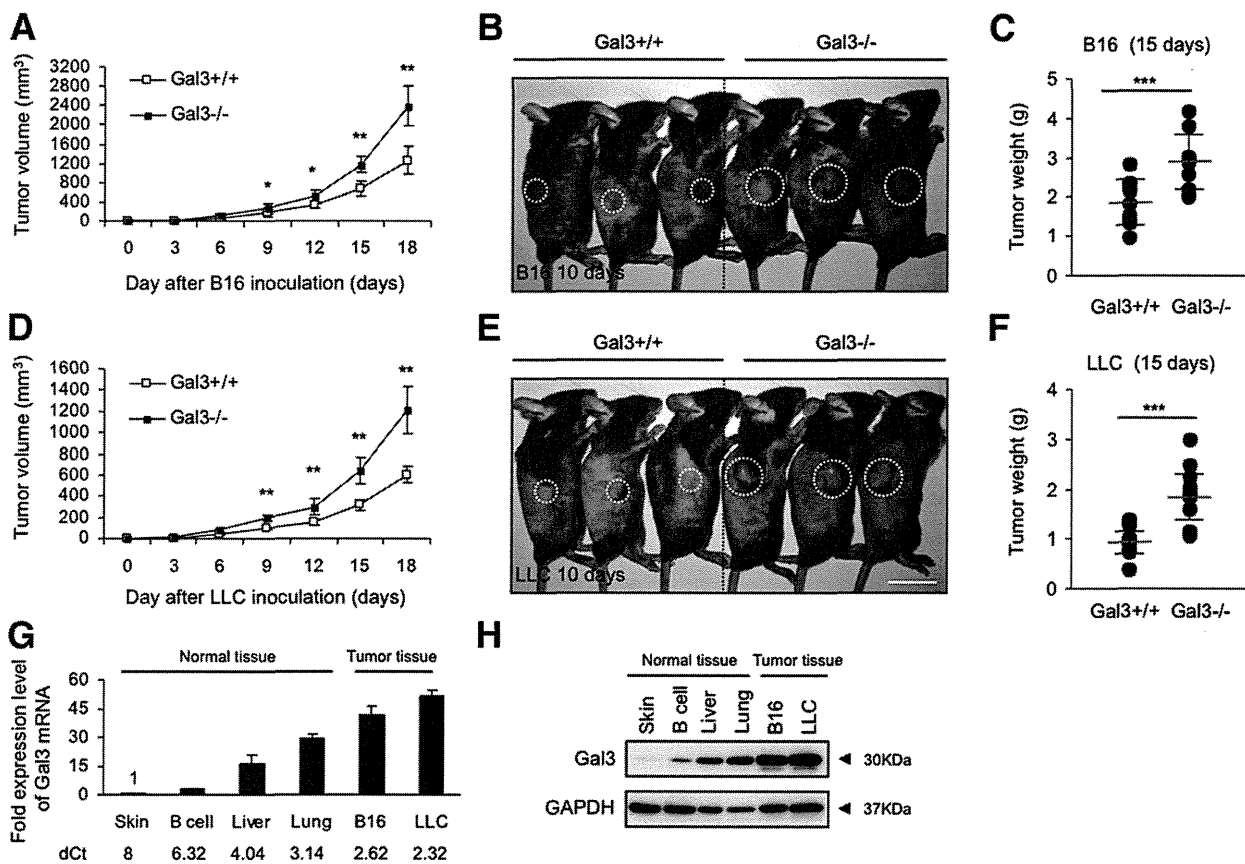 A
Tumor volume (mm³)
3200
2800
2400
2000
1600
1200
800
400
0
Gal3+/+
Gal3-/-
*
*
**
**
0 3 6 9 12 15 18
Day after B16 inoculation (days)
B
Gal3+/+ Gal3-/-
B16 10 days
C
B16 (15 days)
***
Tumor weight (g)
5
4
3
2
1
0
Gal3+/+ Gal3-/-
D
Tumor volume (mm³)
1600
1400
1200
1000
800
600
400
200
0
Gal3+/+
Gal3-/-
**
**
**
**
0 3 6 9 12 15 18
Day after LLC inoculation (days)
E
Gal3+/+ Gal3-/-
LLC 10 days
F
LLC (15 days)
***
Tumor weight (g)
4
3
2
1
0
Gal3+/+ Gal3-/-
G
Normal tissue Tumor tissue
Fold expression level
of Gal3 mRNA
60
45
30
15
0
1
Skin B cell Liver Lung B16 LLC
dCt 8 6.32 4.04 3.14 2.62 2.32
H
Normal tissue Tumor tissue
Skin B cell Liver Lung B16 LLC
Gal3 30KDa
GAPDH 37KDa